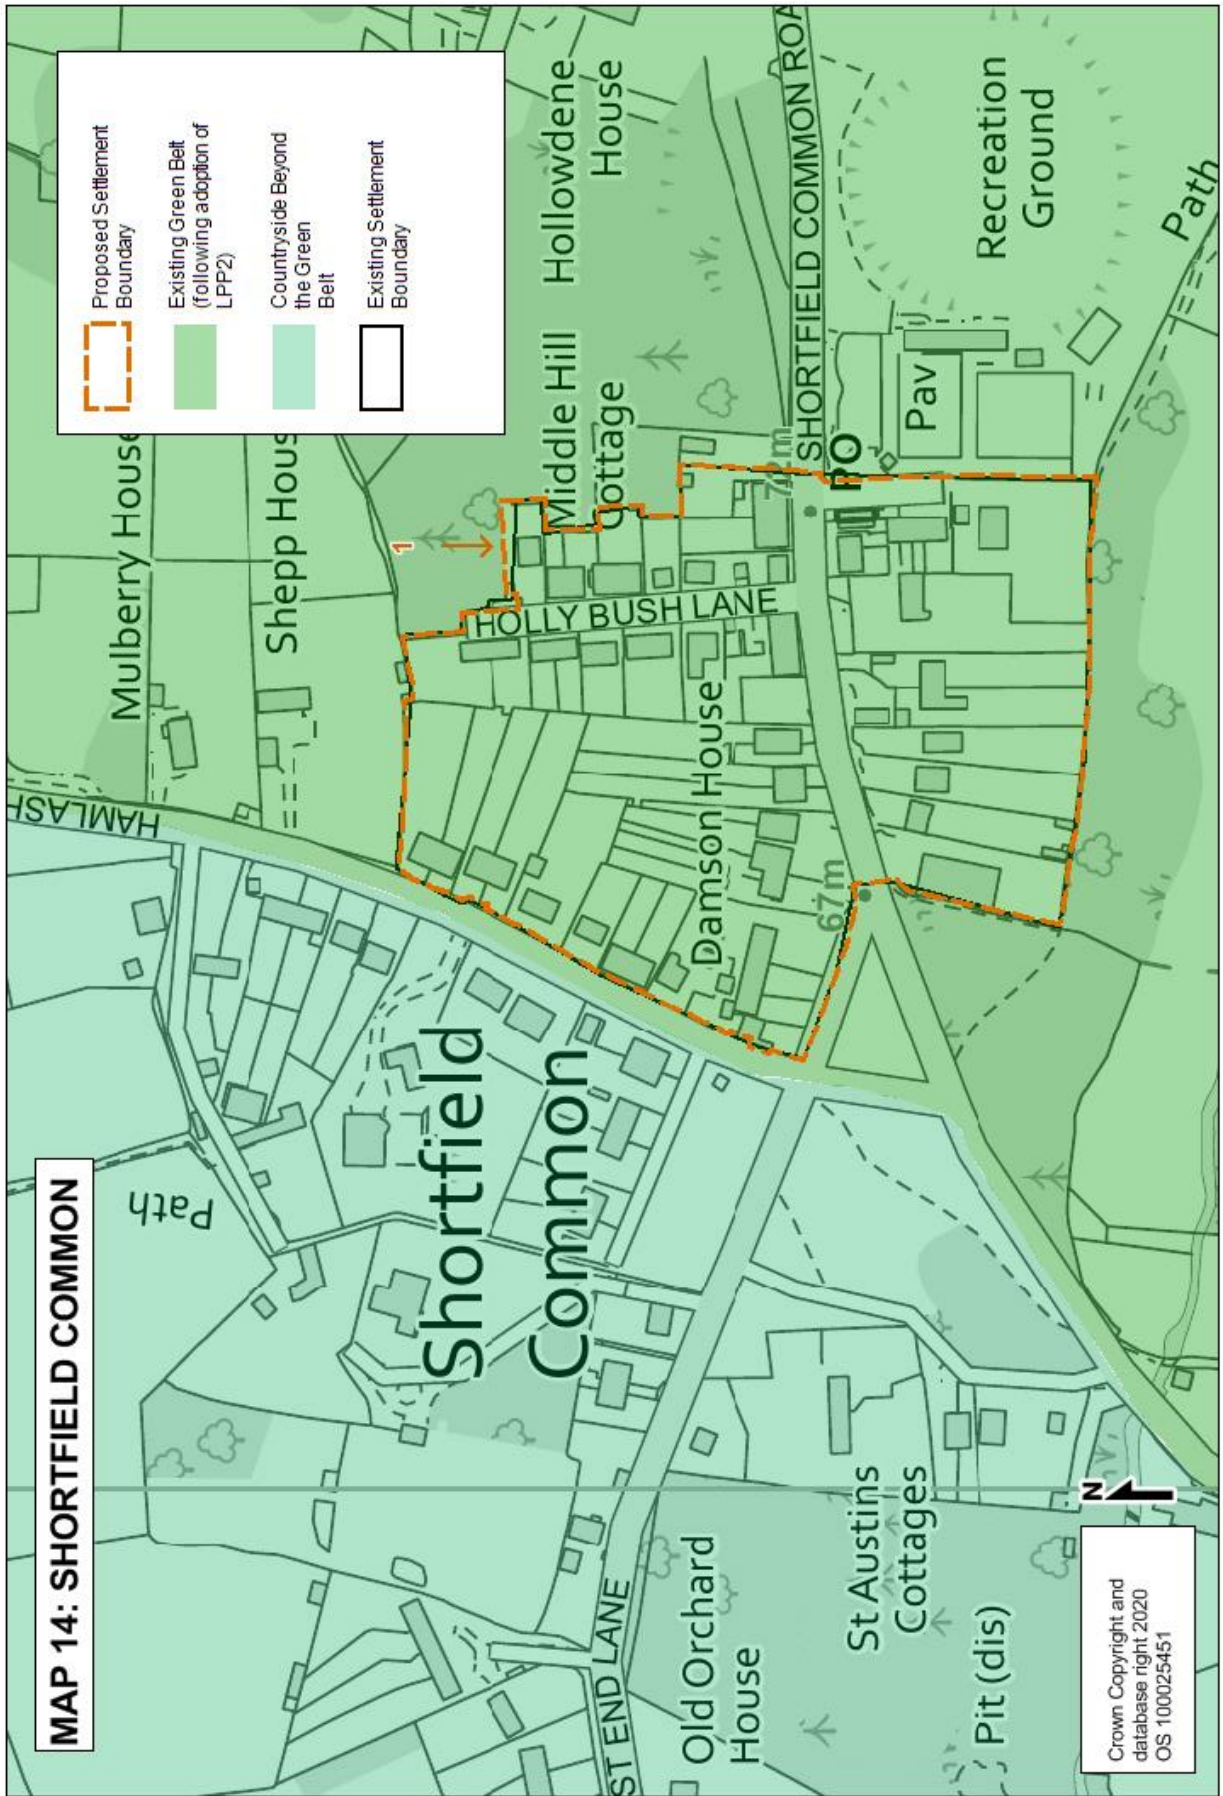 MAP 14: SHORTFIELD COMMON
Proposed Settlement
Boundary
Existing Green Belt
(following adoption of
LPP2)
Countryside Beyond
the Green
Belt
Existing Settlement
Boundary
Path
HAMLASH
Mulberry House
Shepp Hous
1
Shortfield
Common
HOLLY BUSH LANE
Middle Hill
Cottage
Hollowdene
House
Damson House
67m
72m
SHORTFIELD COMMON ROA
PO
Pav
Recreation
Ground
Path
ST END LANE
Old Orchard
House
St Austins
Cottages
Pit (dis)
N
Crown Copyright and
database right 2020
OS 100025451